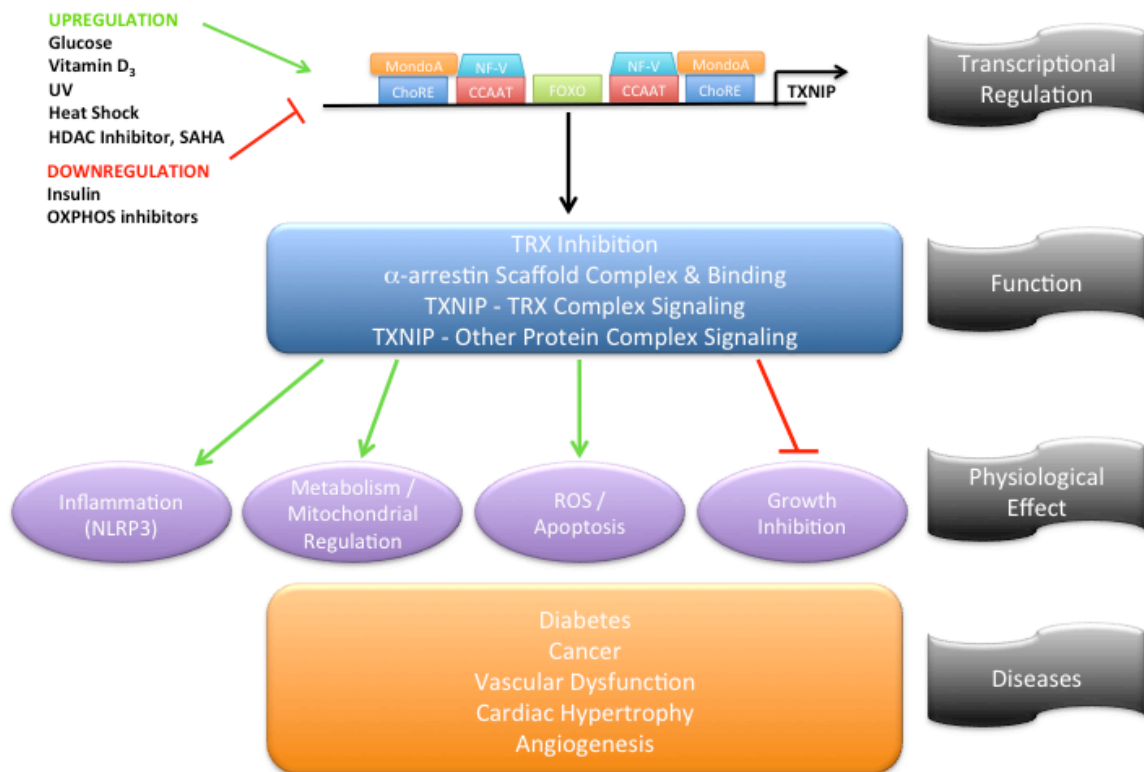 UPREGULATION
Glucose
Vitamin D3
UV
Heat Shock
HDAC Inhibitor, SAHA
DOWNREGULATION
Insulin
OXPHOS inhibitors
MondoA
NF-V
NF-V
MondoA
ChoRE
CCAAT
FOXO
CCAAT
ChoRE
TXNIP
Transcriptional
Regulation
TRX Inhibition
α-arrestin Scaffold Complex & Binding
TXNIP - TRX Complex Signaling
TXNIP - Other Protein Complex Signaling
Function
Inflammation
(NLRP3)
Metabolism /
Mitochondrial
Regulation
ROS /
Apoptosis
Growth
Inhibition
Physiological
Effect
Diabetes
Cancer
Vascular Dysfunction
Cardiac Hypertrophy
Angiogenesis
Diseases